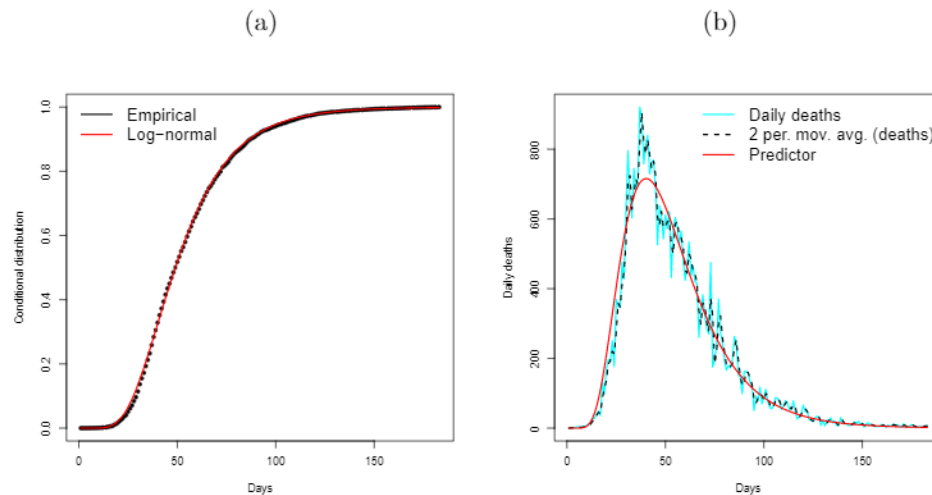 (a)
(b)
Empirical
Log−normal
Conditional distribution
0.0 0.2 0.4 0.6 0.8 1.0
0 50 100 150
Days
Daily deaths
2 per. mov. avg. (deaths)
Predictor
Daily deaths
0 200 400 600 800
0 50 100 150
Days